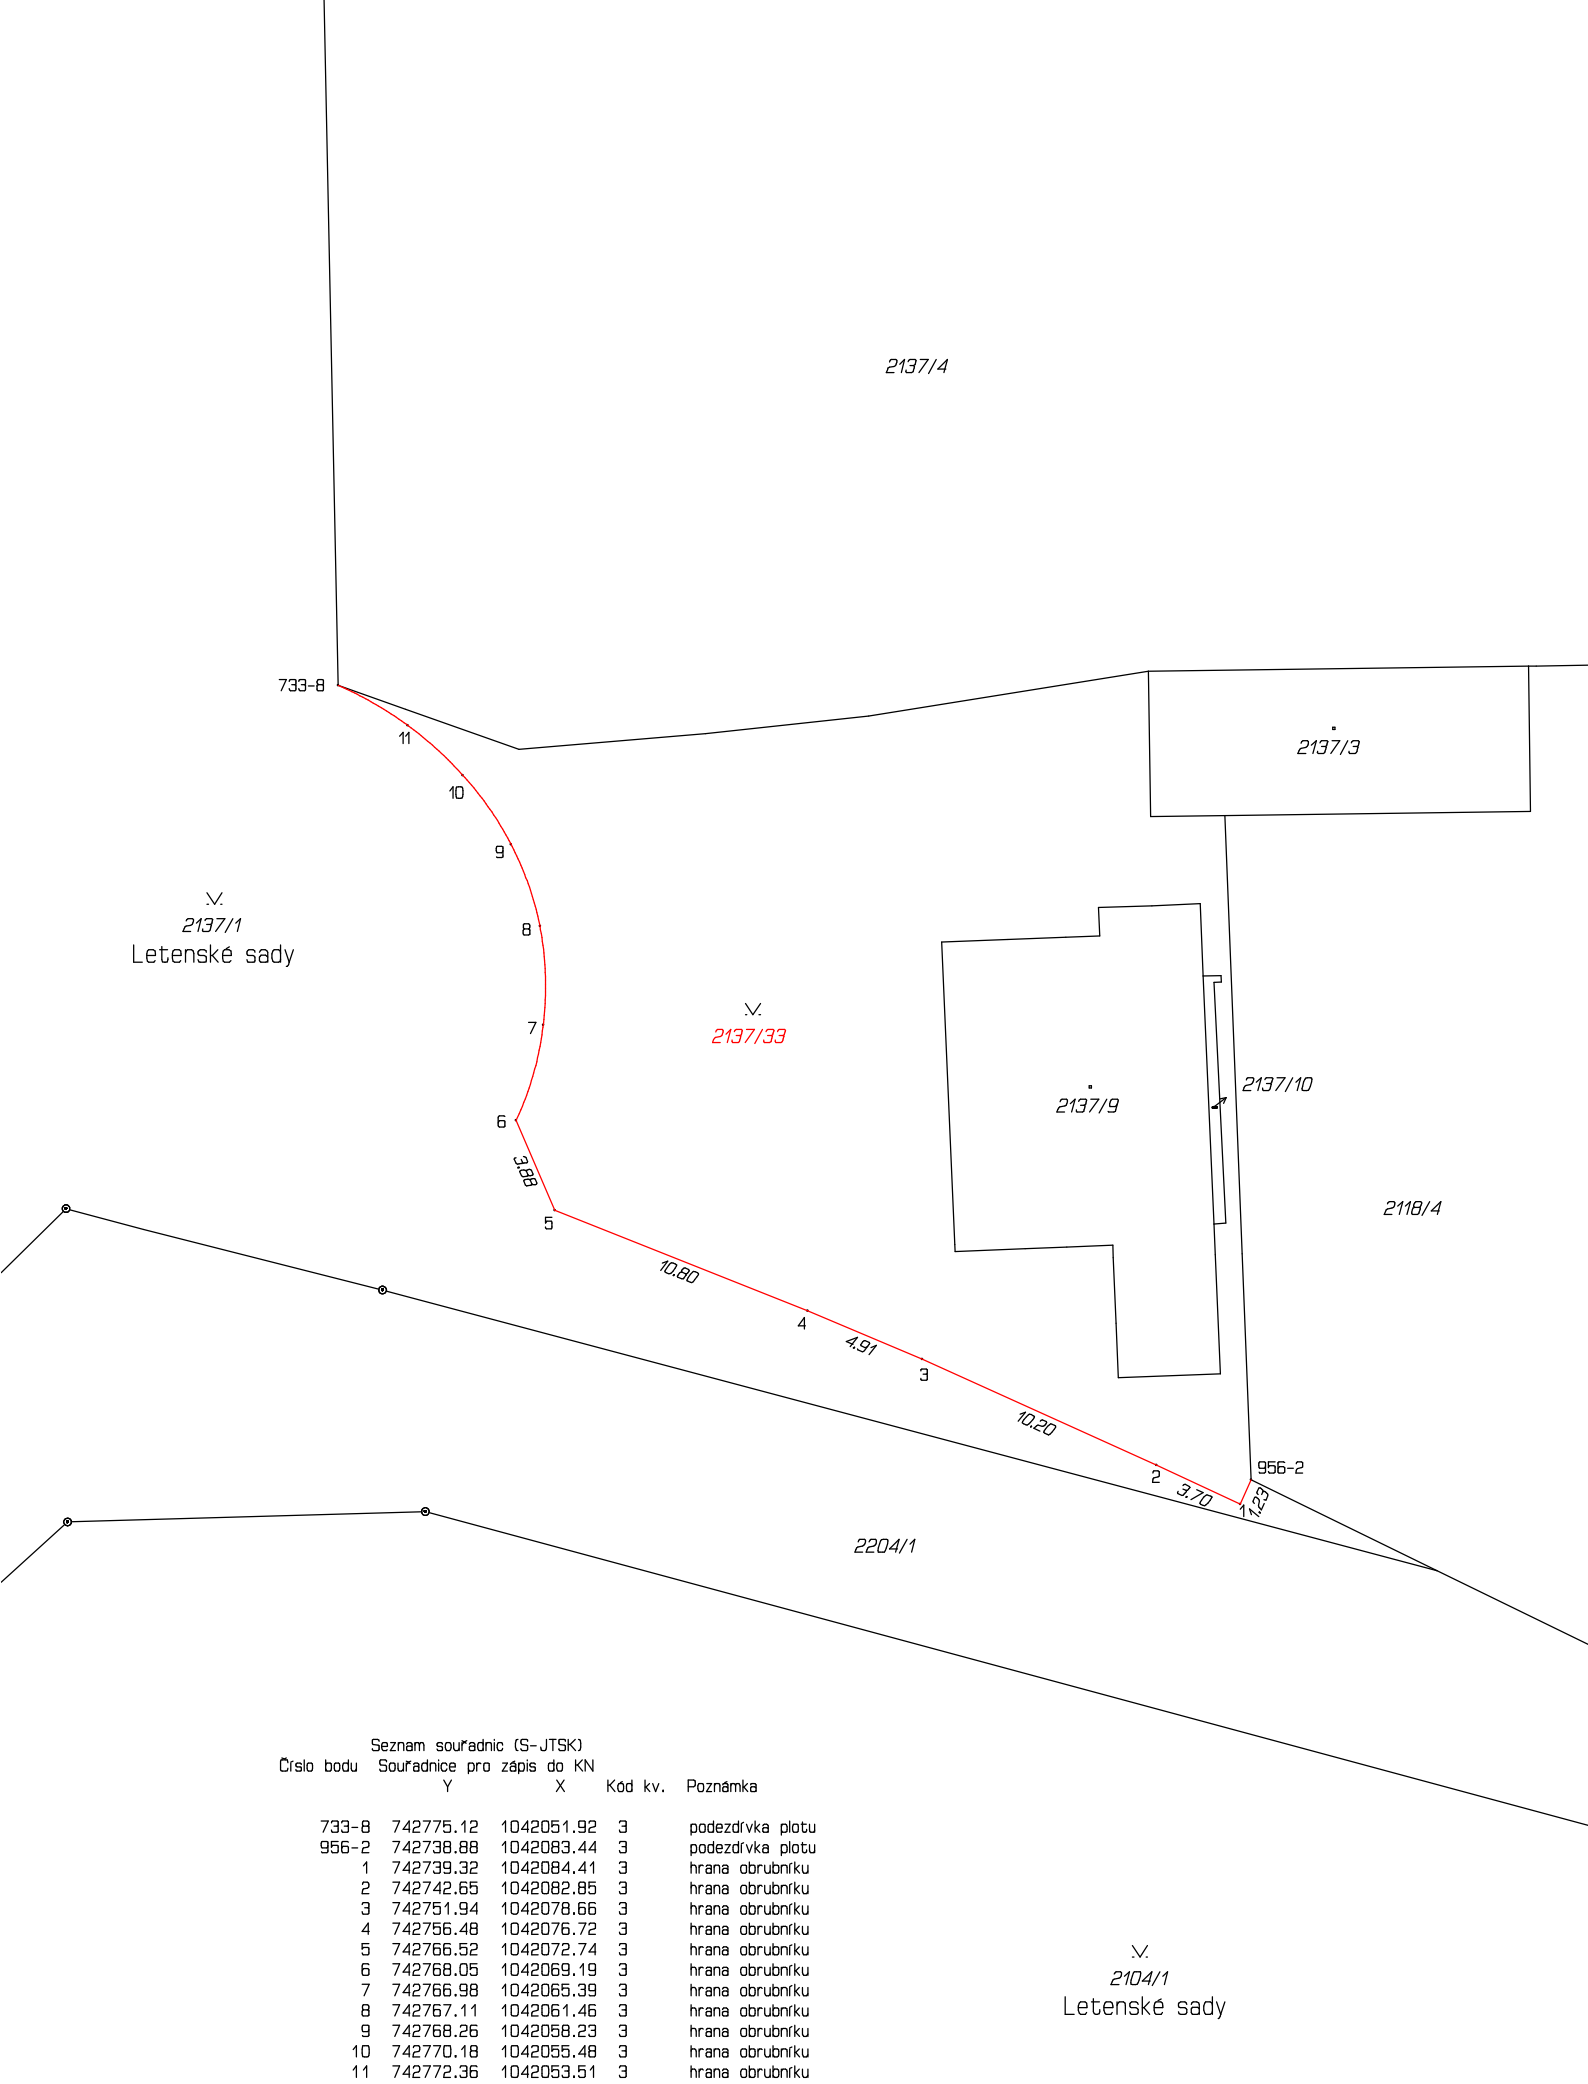 2137/4
733-8
11
2137/3
10
9
2137/1
Letenské sady
8
7
2137/33
2137/10
2137/9
6
3.88
5
2118/4
10.80
4
4.91
3
10.20
956-2
2
3.70
1
1.23
2204/1
Seznam souřadnic (S-JTSK)
Číslo bodu Souřadnice pro zápis do KN
Y X Kód kv. Poznámka
733-8 742775.12 1042051.92 3 podezdívka plotu
956-2 742738.88 1042083.44 3 podezdívka plotu
1 742739.32 1042084.41 3 hrana obrubníku
2 742742.65 1042082.85 3 hrana obrubníku
3 742751.94 1042078.66 3 hrana obrubníku
4 742756.48 1042076.72 3 hrana obrubníku
5 742766.52 1042072.74 3 hrana obrubníku
6 742768.05 1042069.19 3 hrana obrubníku
7 742766.98 1042065.39 3 hrana obrubníku
8 742767.11 1042061.46 3 hrana obrubníku
9 742768.26 1042058.23 3 hrana obrubníku
10 742770.18 1042055.48 3 hrana obrubníku
11 742772.36 1042053.51 3 hrana obrubníku
2104/1
Letenské sady